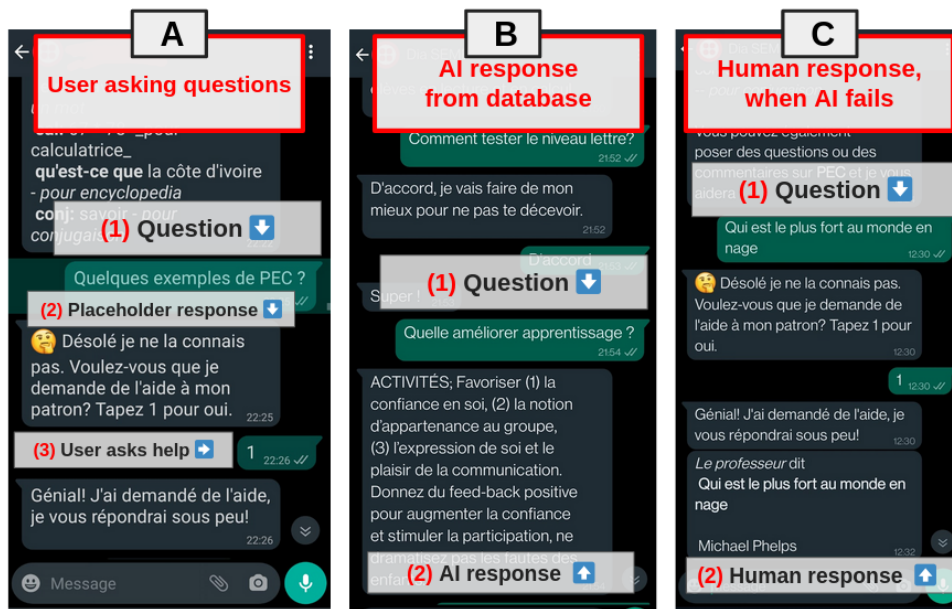 A
User asking questions
calculatrice_
qu'est-ce que la côte d'ivoire
- pour encyclopedia
conj: savoir - pour
conjugaison
(1) Question
22:22
Quelques exemples de PEC ?
(2) Placeholder response
Désolé je ne la connais
pas. Voulez-vous que je
demande de l'aide à mon
patron? Tapez 1 pour oui.
22:25
(3) User asks help
1
22:26
Génial! J'ai demandé de l'aide,
je vous répondrai sous peu!
22:26
Message
B
AI response
from database
Comment tester le niveau lettre?
21:52
D'accord, je vais faire de mon
mieux pour ne pas te décevoir.
21:52
D'accord
21:53
(1) Question
Super !
Quelle améliorer apprentissage ?
21:54
ACTIVITÉS; Favoriser (1) la
confiance en soi, (2) la notion
d'appartenance au groupe,
(3) l'expression de soi et le
plaisir de la communication.
Donnez du feed-back positive
pour augmenter la confiance
et stimuler la participation, ne
dramatisez pas les fautes des
(2) AI response
C
Human response,
when AI fails
vous pouvez également
poser des questions ou des
commentaires sur PEC et je vous
aidera
(1) Question
Qui est le plus fort au monde en
nage
12:30
Désolé je ne la connais pas.
Voulez-vous que je demande de
l'aide à mon patron? Tapez 1 pour
oui.
12:30
1
12:30
Génial! J'ai demandé de l'aide, je
vous répondrai sous peu!
12:30
Le professeur dit
Qui est le plus fort au monde en
nage
Michael Phelps
12:32
(2) Human response